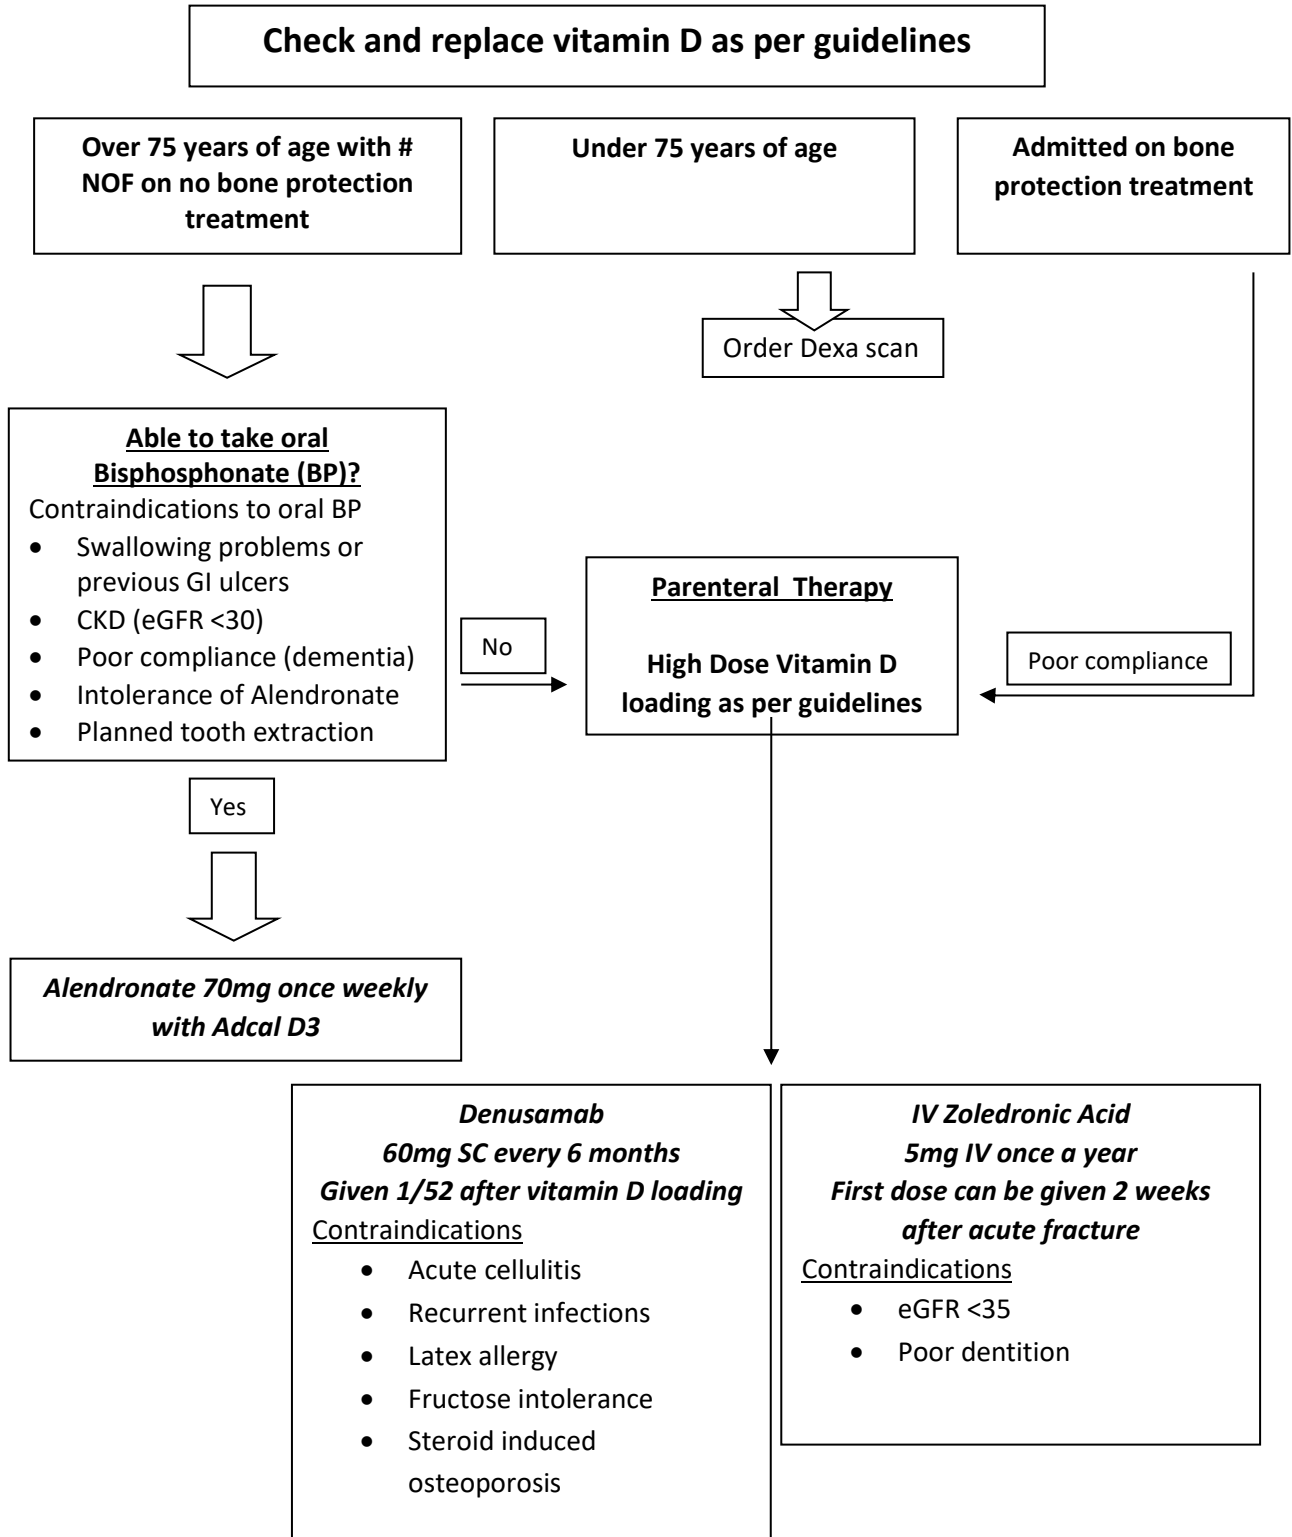 Check and replace vitamin D as per guidelines
Over 75 years of age with #
NOF on no bone protection
treatment
Under 75 years of age
Admitted on bone
protection treatment
Order Dexa scan
Able to take oral
Bisphosphonate (BP)?
Contraindications to oral BP
• Swallowing problems or
previous GI ulcers
• CKD (eGFR <30)
• Poor compliance (dementia)
• Intolerance of Alendronate
• Planned tooth extraction
No
Parenteral Therapy
High Dose Vitamin D
loading as per guidelines
Poor compliance
Yes
Alendronate 70mg once weekly
with Adcal D3
Denusamab
60mg SC every 6 months
Given 1/52 after vitamin D loading
Contraindications
• Acute cellulitis
• Recurrent infections
• Latex allergy
• Fructose intolerance
• Steroid induced
osteoporosis
IV Zoledronic Acid
5mg IV once a year
First dose can be given 2 weeks
after acute fracture
Contraindications
• eGFR <35
• Poor dentition